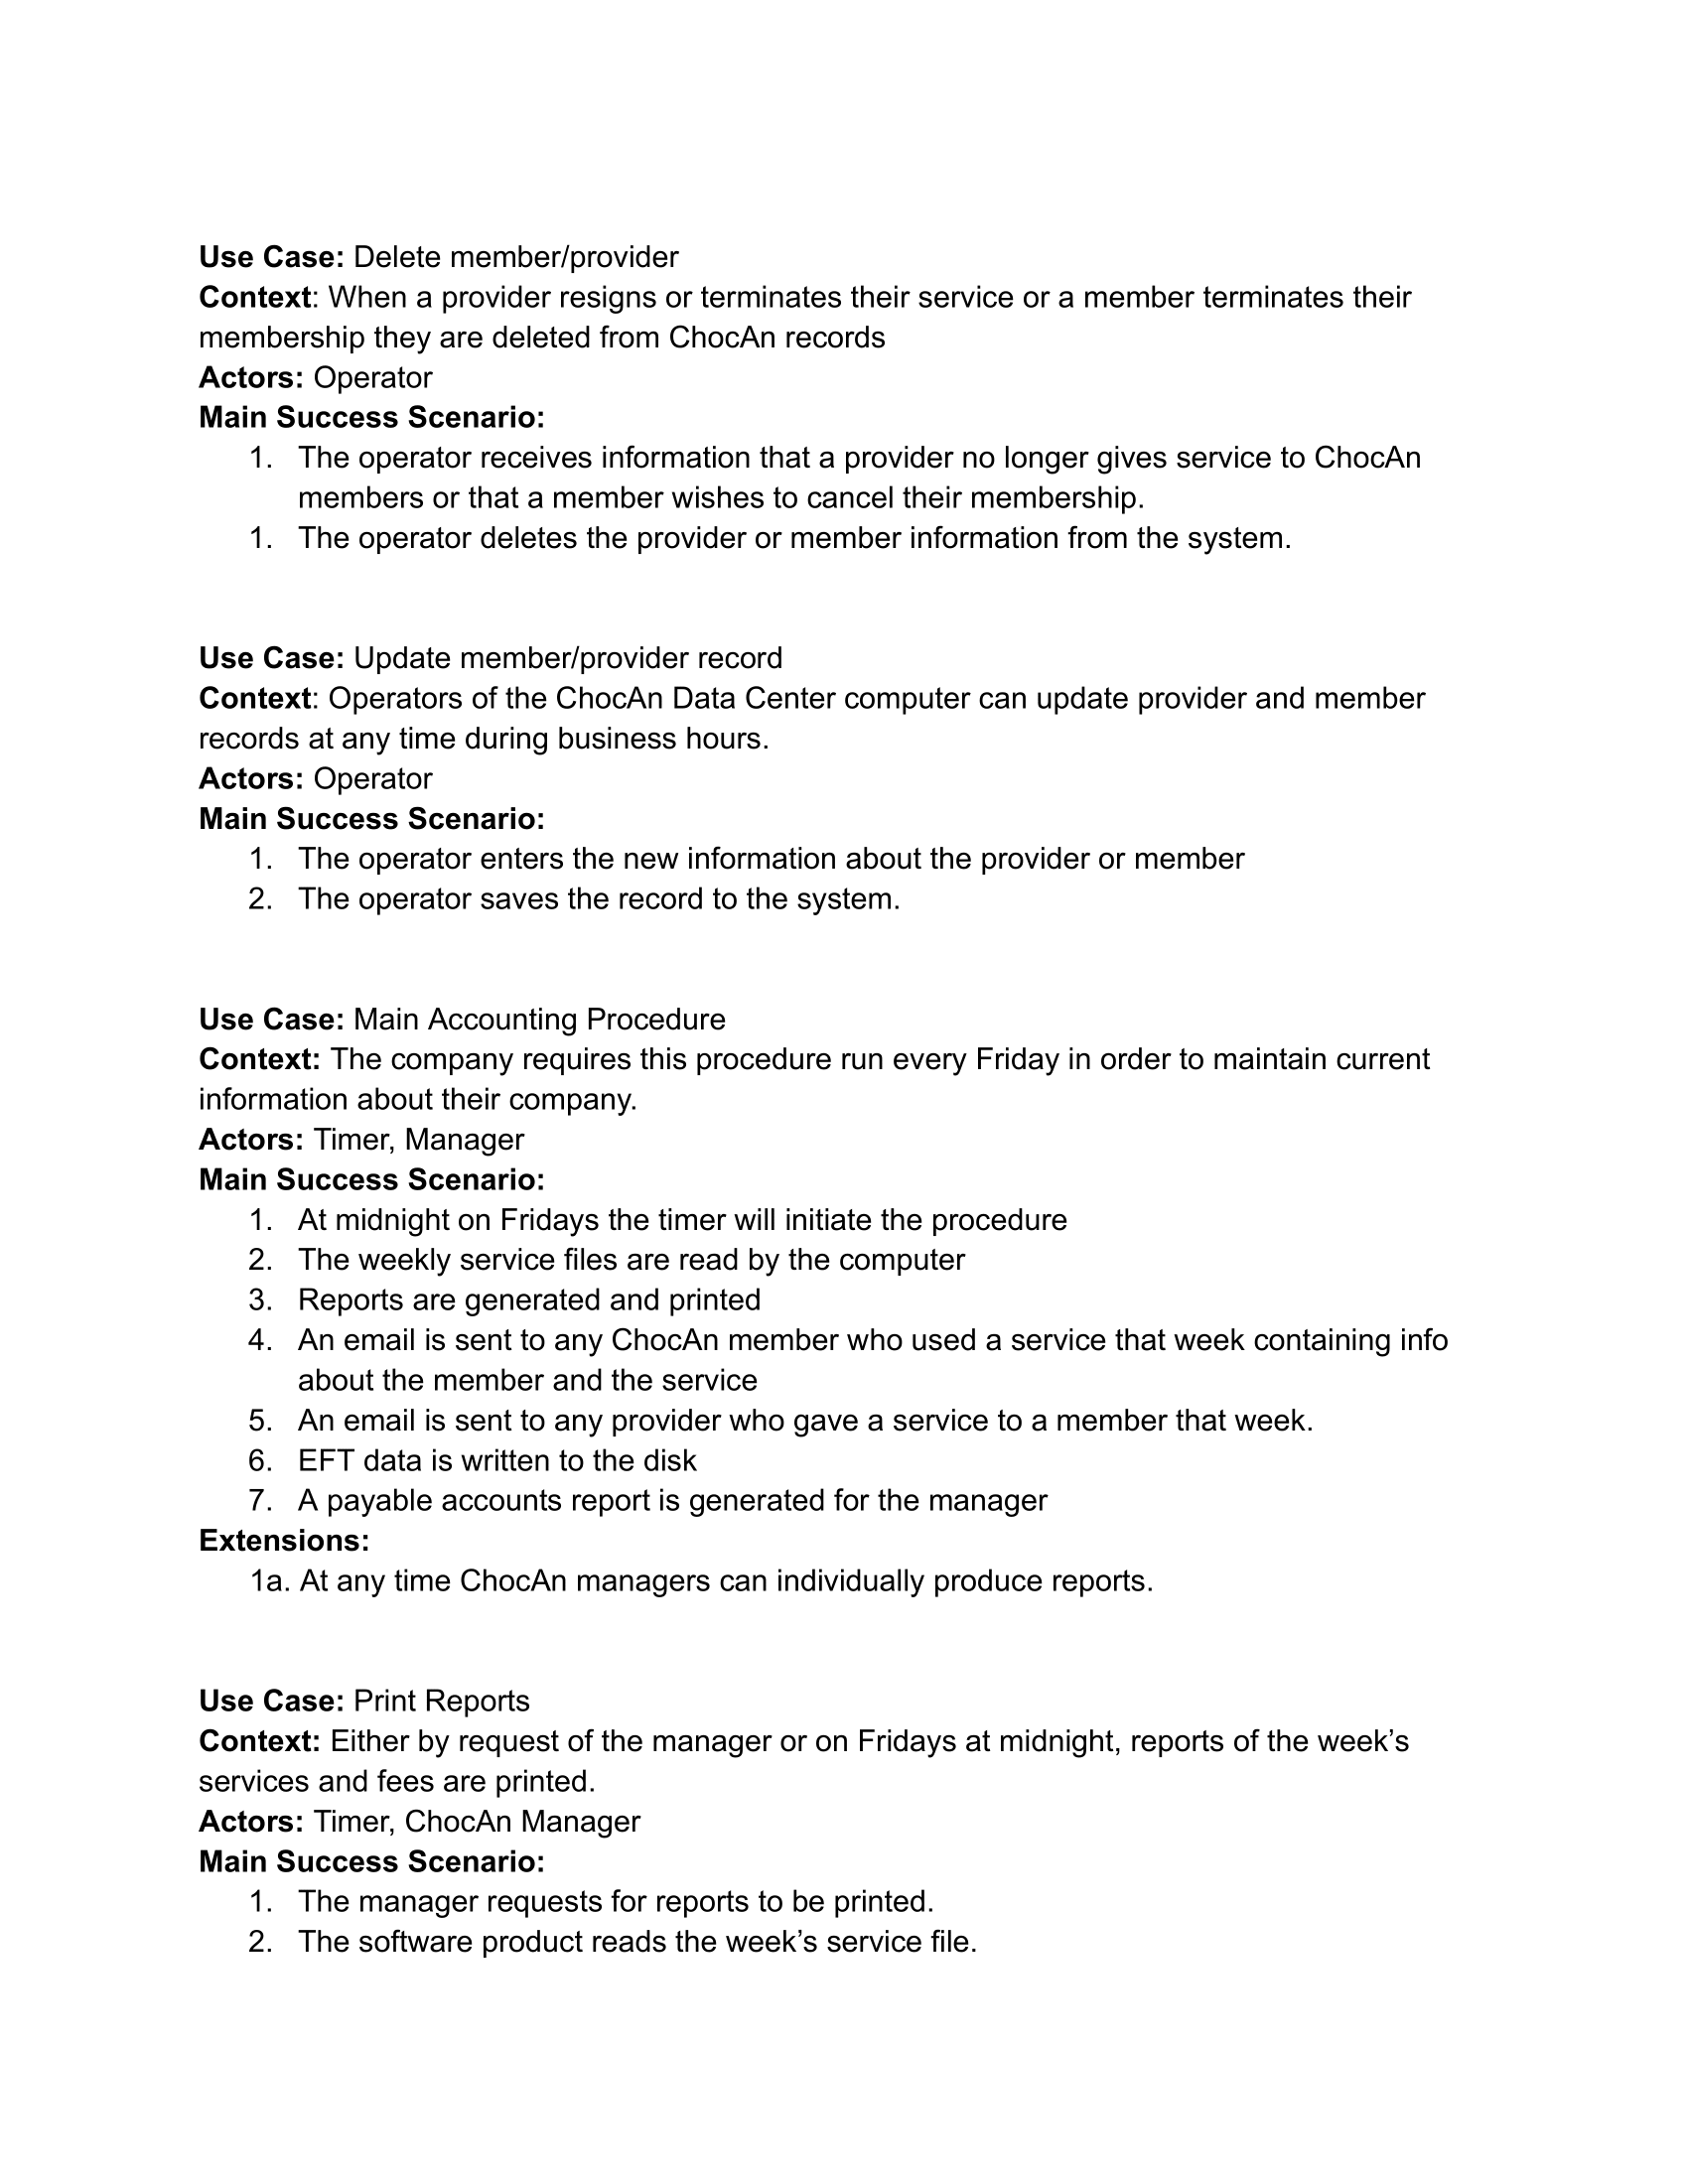 Use Case: Delete member/provider
Context: When a provider resigns or terminates their service or a member terminates their
membership they are deleted from ChocAn records
Actors: Operator
Main Success Scenario:
1. The operator receives information that a provider no longer gives service to ChocAn
members or that a member wishes to cancel their membership.
1. The operator deletes the provider or member information from the system.
Use Case: Update member/provider record
Context: Operators of the ChocAn Data Center computer can update provider and member
records at any time during business hours.
Actors: Operator
Main Success Scenario:
1. The operator enters the new information about the provider or member
2. The operator saves the record to the system.
Use Case: Main Accounting Procedure
Context: The company requires this procedure run every Friday in order to maintain current
information about their company.
Actors: Timer, Manager
Main Success Scenario:
1. At midnight on Fridays the timer will initiate the procedure
2. The weekly service files are read by the computer
3. Reports are generated and printed
4. An email is sent to any ChocAn member who used a service that week containing info
about the member and the service
5. An email is sent to any provider who gave a service to a member that week.
6. EFT data is written to the disk
7. A payable accounts report is generated for the manager
Extensions:
1a. At any time ChocAn managers can individually produce reports.
Use Case: Print Reports
Context: Either by request of the manager or on Fridays at midnight, reports of the week’s
services and fees are printed.
Actors: Timer, ChocAn Manager
Main Success Scenario:
1. The manager requests for reports to be printed.
2. The software product reads the week’s service file.